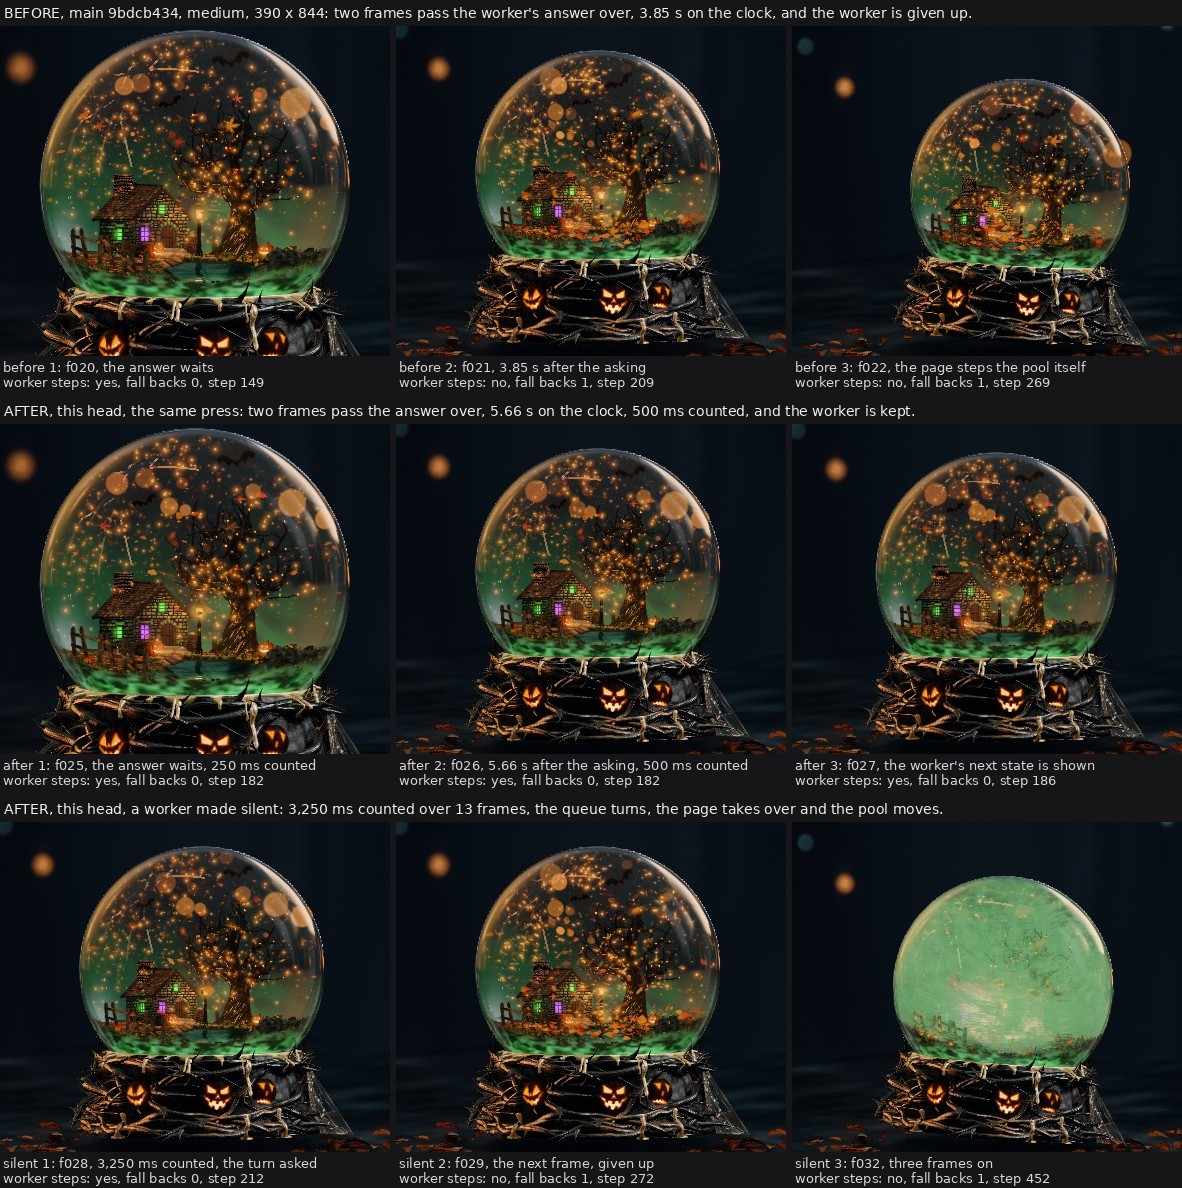 BEFORE, main 9bdcb434, medium, 390 x 844: two frames pass the worker's answer over, 3.85 s on the clock, and the worker is given up.
before 1: f020, the answer waits
worker steps: yes, fall backs 0, step 149
before 2: f021, 3.85 s after the asking
worker steps: no, fall backs 1, step 209
before 3: f022, the page steps the pool itself
worker steps: no, fall backs 1, step 269
AFTER, this head, the same press: two frames pass the answer over, 5.66 s on the clock, 500 ms counted, and the worker is kept.
after 1: f025, the answer waits, 250 ms counted
worker steps: yes, fall backs 0, step 182
after 2: f026, 5.66 s after the asking, 500 ms counted
worker steps: yes, fall backs 0, step 182
after 3: f027, the worker's next state is shown
worker steps: yes, fall backs 0, step 186
AFTER, this head, a worker made silent: 3,250 ms counted over 13 frames, the queue turns, the page takes over and the pool moves.
silent 1: f028, 3,250 ms counted, the turn asked
worker steps: yes, fall backs 0, step 212
silent 2: f029, the next frame, given up
worker steps: no, fall backs 1, step 272
silent 3: f032, three frames on
worker steps: no, fall backs 1, step 452